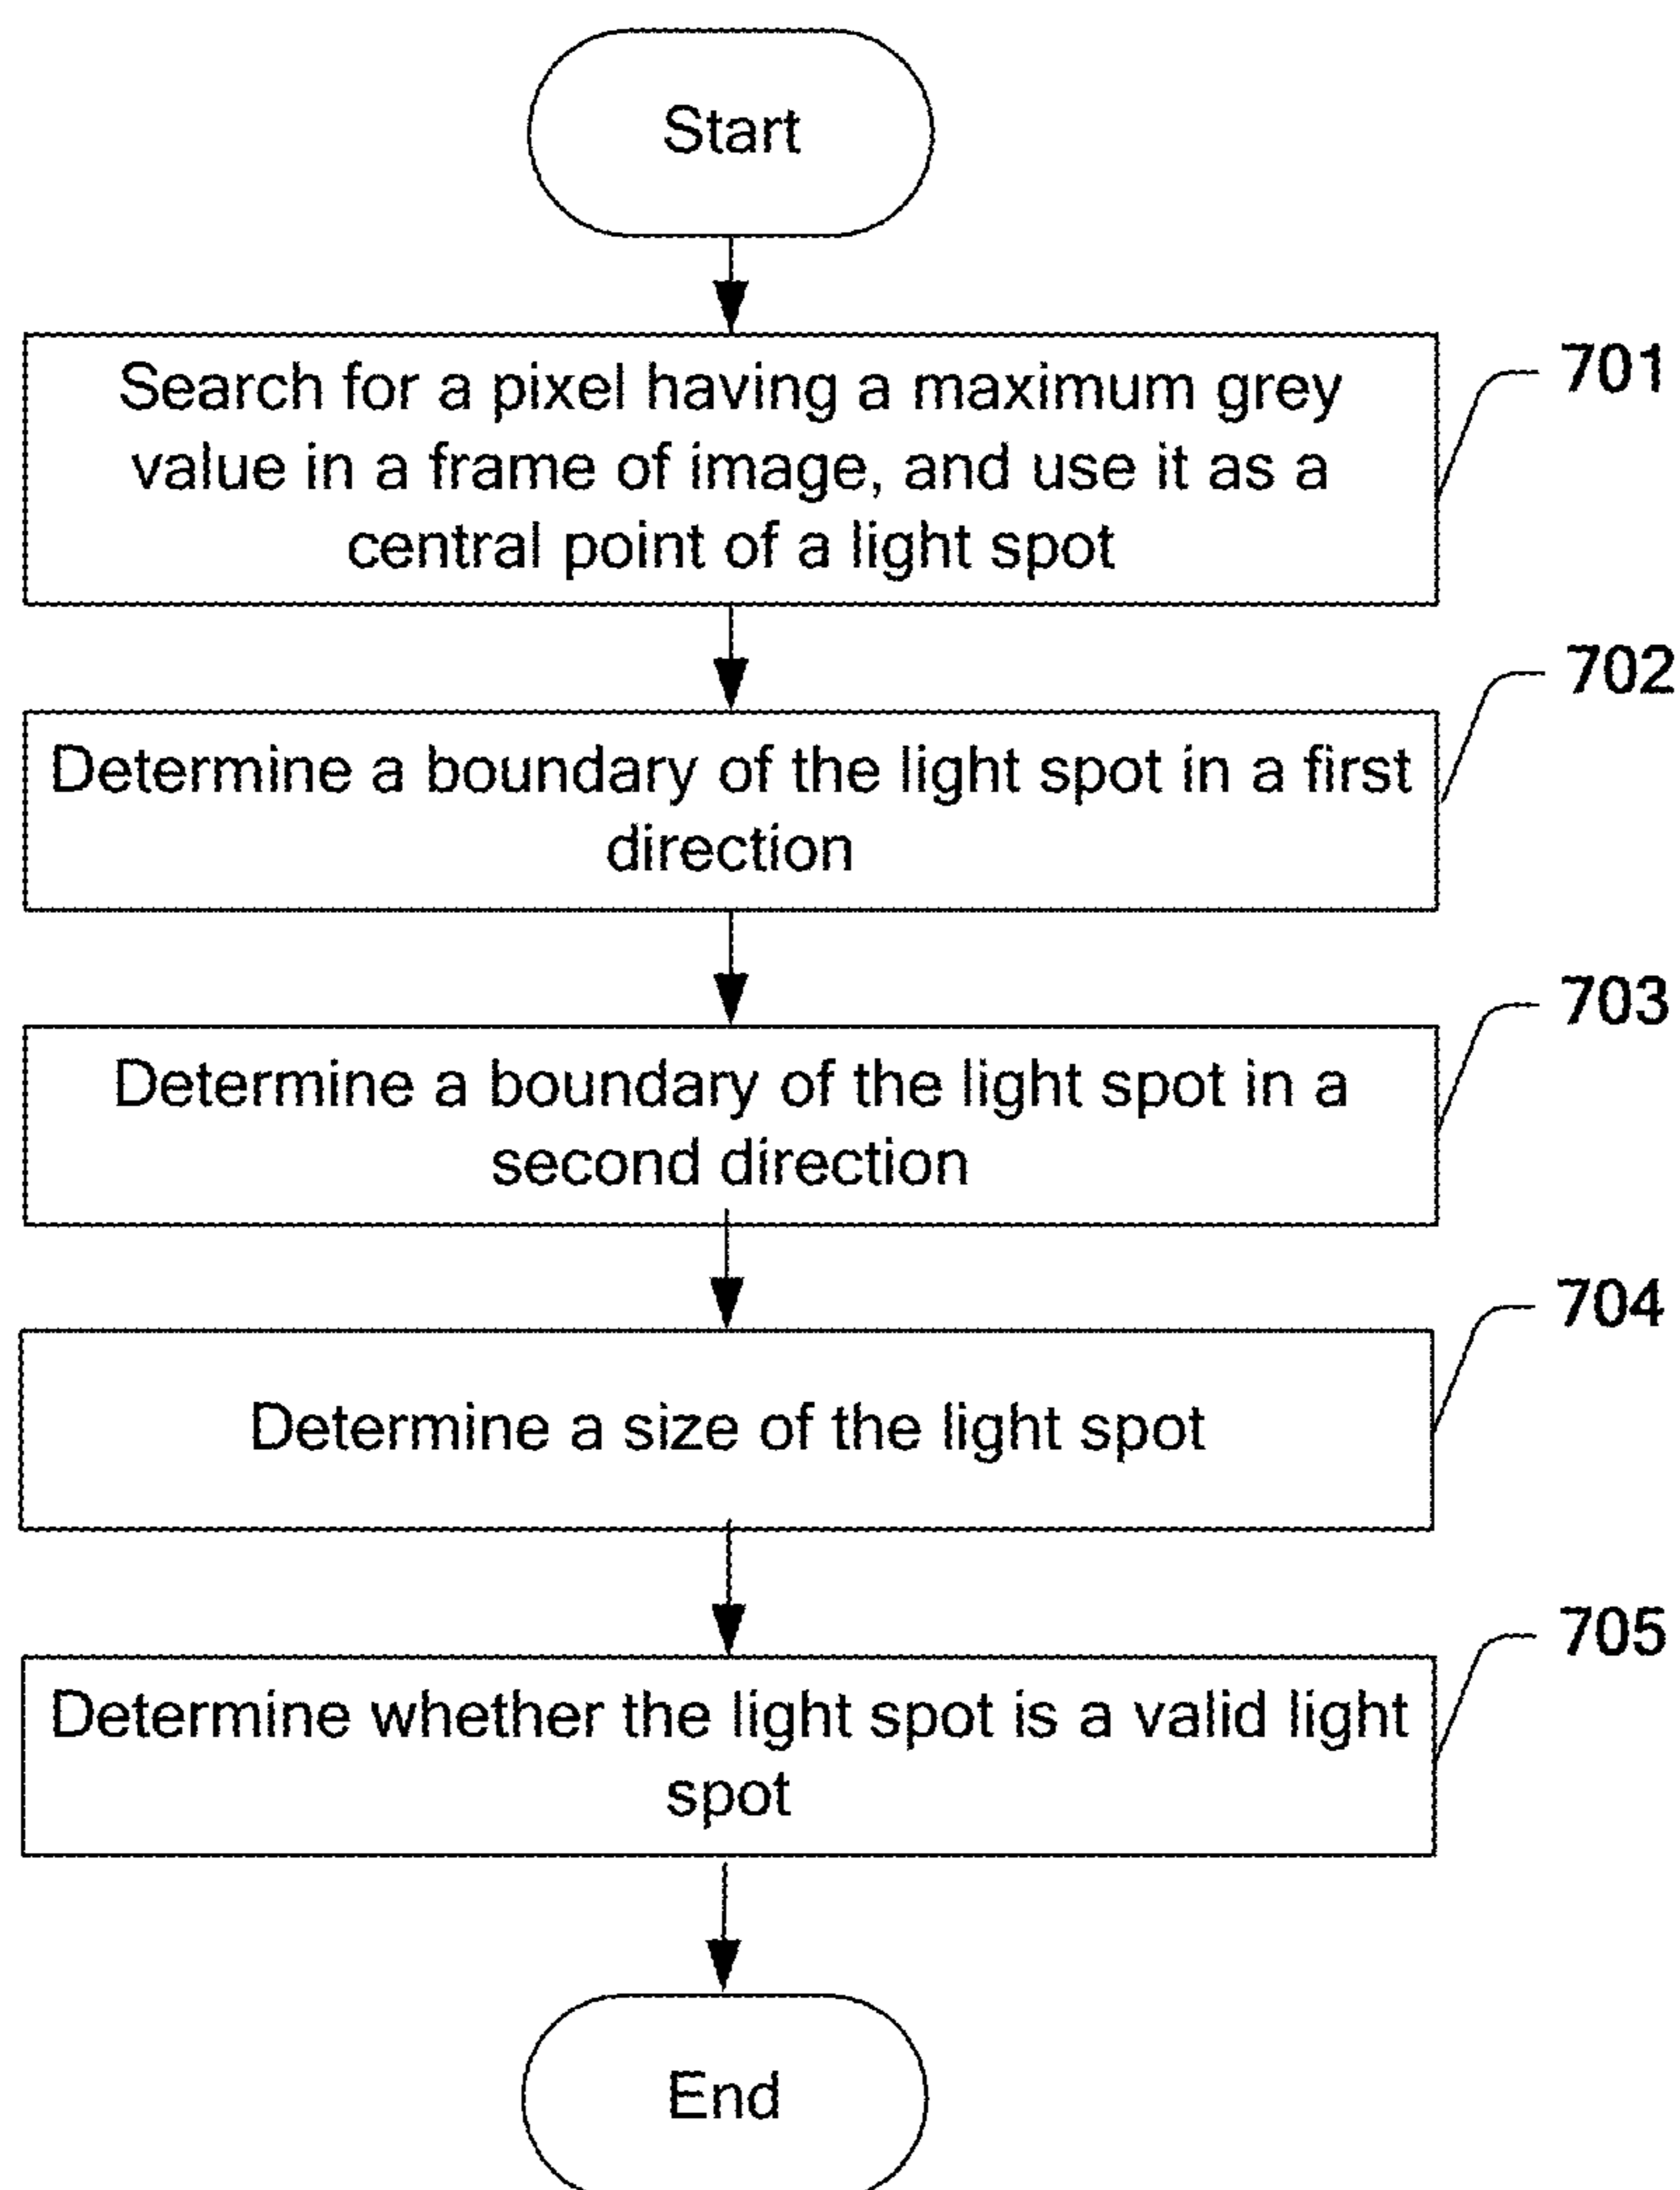 Start
Search for a pixel having a maximum grey
value in a frame of image, and use it as a
central point of a light spot
701
Determine a boundary of the light spot in a first
direction
702
Determine a boundary of the light spot in a
second direction
703
Determine a size of the light spot
704
Determine whether the light spot is a valid light
spot
705
End